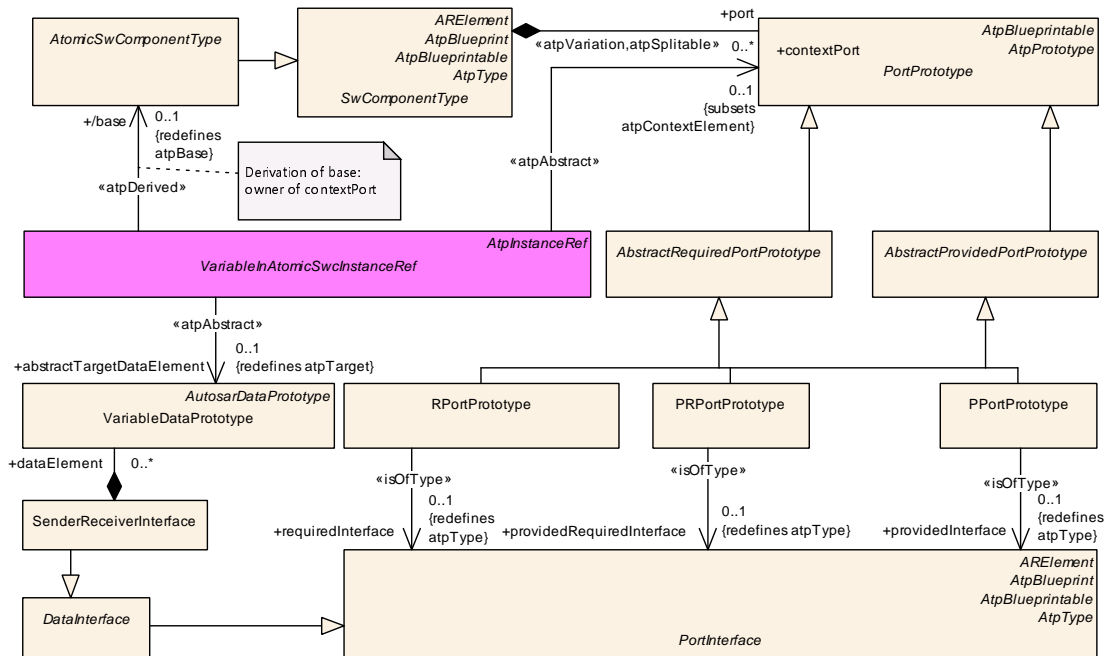 AtomicSwComponentType
ARElement
AtpBlueprint
AtpBlueprintable
AtpType
SwComponentType
+port
«atpVariation,atpSplitable»
0..*
AtpBlueprintable
AtpPrototype
+contextPort
PortPrototype
0..1
{subsets
atpContextElement}
+/base
0..1
{redefines
atpBase}
«atpDerived»
Derivation of base:
owner of contextPort
«atpAbstract»
AtpInstanceRef
VariableInAtomicSwcInstanceRef
AbstractRequiredPortPrototype
AbstractProvidedPortPrototype
«atpAbstract»
+abstractTargetDataElement
0..1
{redefines atpTarget}
AutosarDataPrototype
VariableDataPrototype
RPortPrototype
PRPortPrototype
PPortPrototype
+dataElement
0..*
«isOfType»
0..1
{redefines
atpType}
+requiredInterface
«isOfType»
0..1
{redefines atpType}
+providedRequiredInterface
«isOfType»
0..1
{redefines
atpType}
+providedInterface
SenderReceiverInterface
DataInterface
ARElement
AtpBlueprint
AtpBlueprintable
AtpType
PortInterface